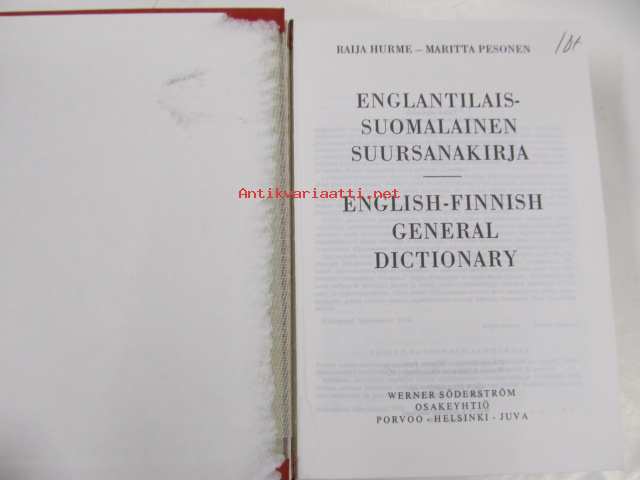 RAIJA HURME – MARITTA PESONEN
ENGLANTILAIS-
SUOMALAINEN
SUURSANAKIRJA
Antikvariaatti.net
ENGLISH-FINNISH
GENERAL
DICTIONARY
WERNER SÖDERSTRÖM
OSAKEYHTIÖ
PORVOO - HELSINKI - JUVA